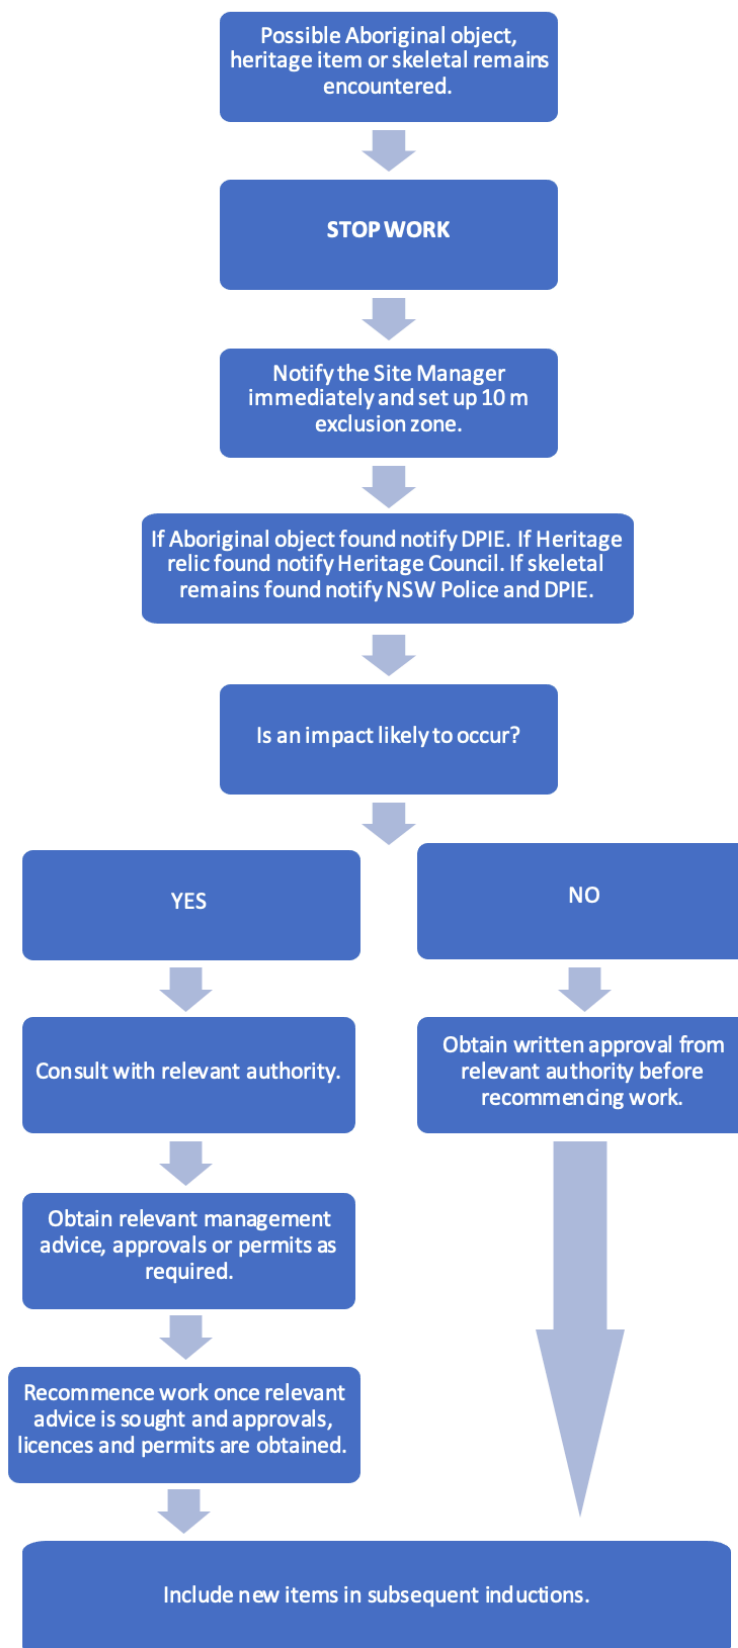 Possible Aboriginal object,
heritage item or skeletal remains
encountered.
STOP WORK
Notify the Site Manager
immediately and set up 10 m
exclusion zone.
If Aboriginal object found notify DPIE. If Heritage
relic found notify Heritage Council. If skeletal
remains found notify NSW Police and DPIE.
Is an impact likely to occur?
YES
NO
Consult with relevant authority.
Obtain written approval from
relevant authority before
recommencing work.
Obtain relevant management
advice, approvals or permits as
required.
Recommence work once relevant
advice is sought and approvals,
licences and permits are obtained.
Include new items in subsequent inductions.